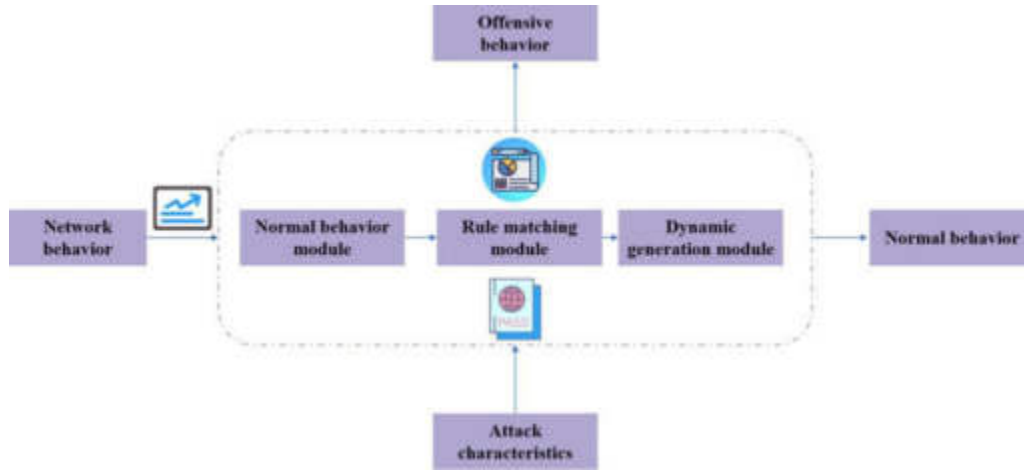 Offensive
behavior
Network
behavior
Normal behavior
module
Rule matching
module
Dynamic
generation module
Normal behavior
Attack
characteristics